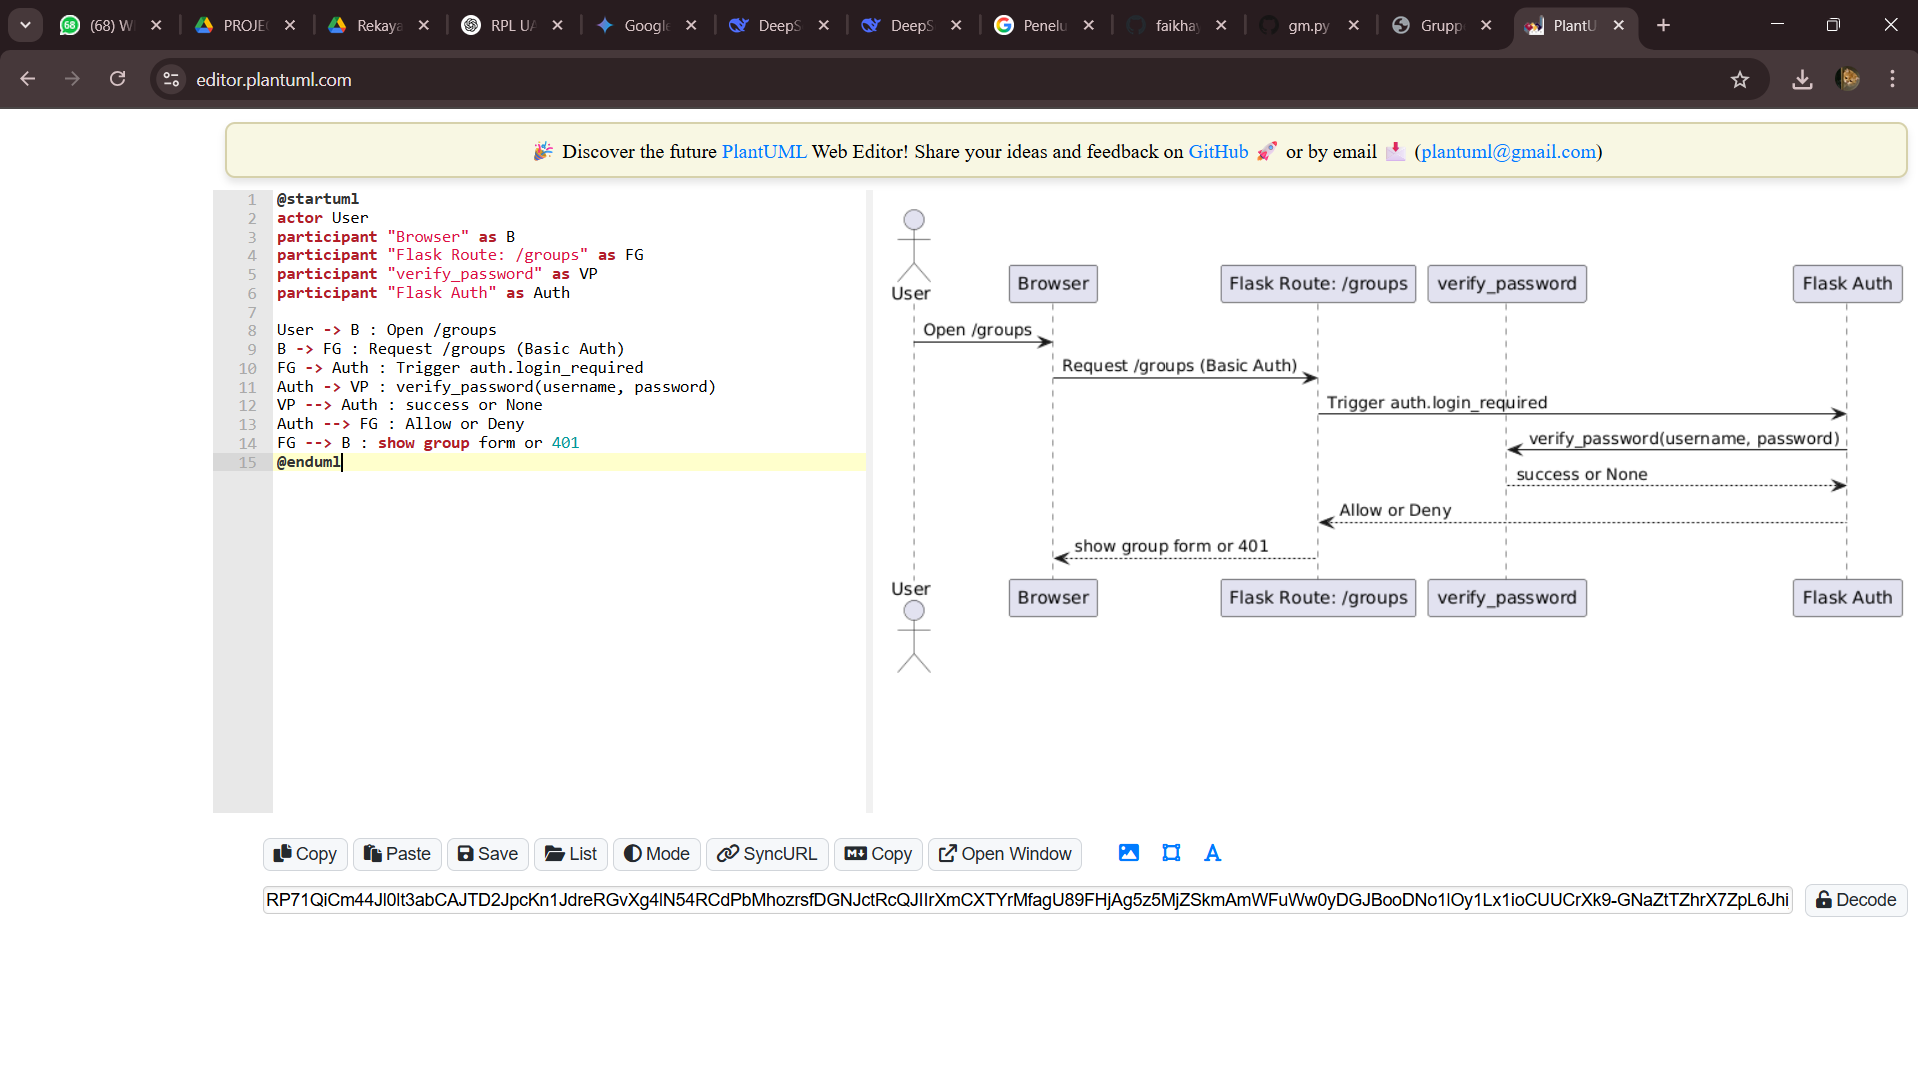 68 (68) W
PROJE
Rekaya
RPL UA
Google
DeepS
DeepS
Penelu
faikhay
gm.py
Grupp
PlantU
editor.plantuml.com
🎉 Discover the future PlantUML Web Editor! Share your ideas and feedback on GitHub 🚀 or by email 📩 (plantuml@gmail.com)
1 @startuml
2 actor User
3 participant "Browser" as B
4 participant "Flask Route: /groups" as FG
5 participant "verify_password" as VP
6 participant "Flask Auth" as Auth
7
8 User -> B : Open /groups
9 B -> FG : Request /groups (Basic Auth)
10 FG -> Auth : Trigger auth.login_required
11 Auth -> VP : verify_password(username, password)
12 VP --> Auth : success or None
13 Auth --> FG : Allow or Deny
14 FG --> B : show group form or 401
15 @enduml
User
Browser
Flask Route: /groups
verify_password
Flask Auth
Open /groups
Request /groups (Basic Auth)
Trigger auth.login_required
verify_password(username, password)
success or None
Allow or Deny
show group form or 401
User
Browser
Flask Route: /groups
verify_password
Flask Auth
Copy
Paste
Save
List
Mode
SyncURL
Copy
Open Window
A
Decode